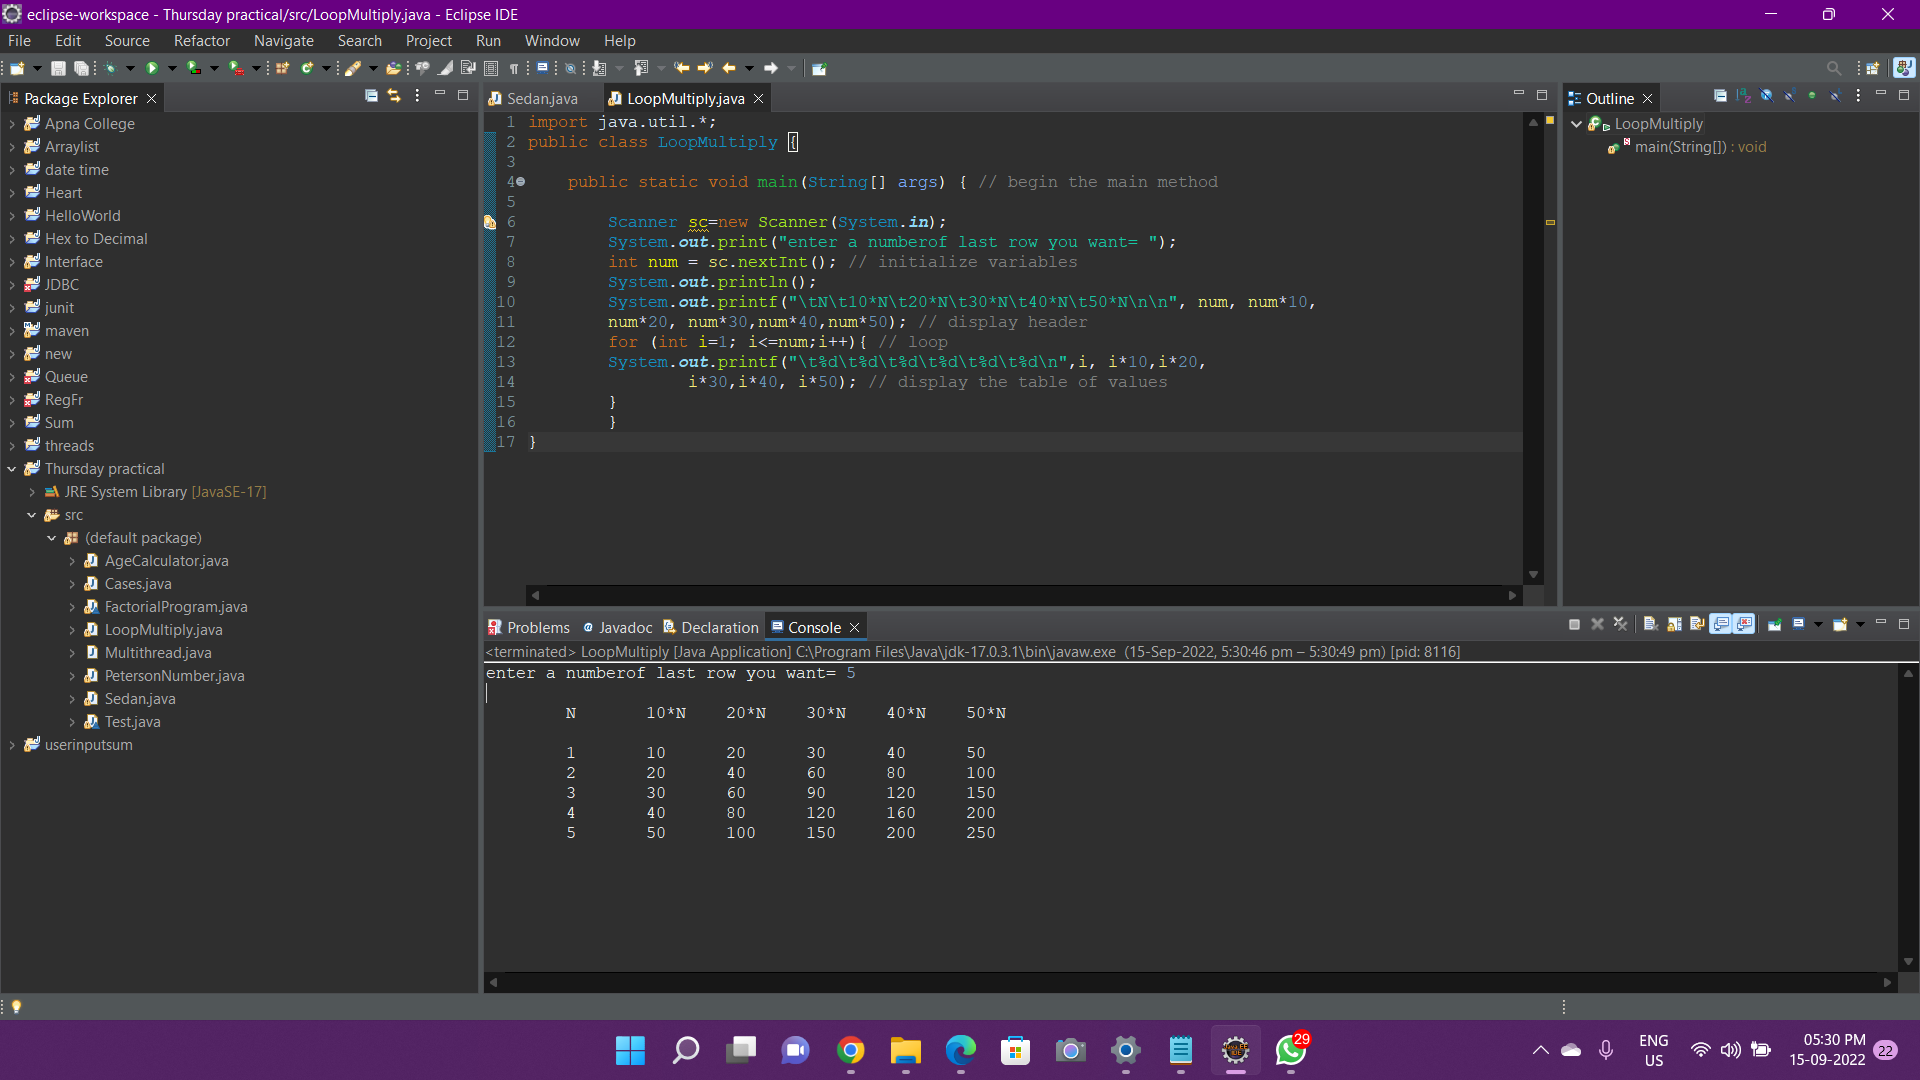 eclipse-workspace - Thursday practical/src/LoopMultiply.java - Eclipse IDE
File Edit Source Refactor Navigate Search Project Run Window Help
Package Explorer
Apna College
Arraylist
date time
Heart
HelloWorld
Hex to Decimal
Interface
JDBC
junit
maven
new
Queue
RegFr
Sum
threads
Thursday practical
JRE System Library [JavaSE-17]
src
(default package)
AgeCalculator.java
Cases.java
FactorialProgram.java
LoopMultiply.java
Multithread.java
PetersonNumber.java
Sedan.java
Test.java
userinputsum
Sedan.java LoopMultiply.java
1 import java.util.*;
2 public class LoopMultiply {
3
4 public static void main(String[] args) { // begin the main method
5
6 Scanner sc=new Scanner(System.in);
7 System.out.print("enter a numberof last row you want= ");
8 int num = sc.nextInt(); // initialize variables
9 System.out.println();
10 System.out.printf("\tN\t10*N\t20*N\t30*N\t40*N\t50*N\n\n", num, num*10,
11 num*20, num*30,num*40,num*50); // display header
12 for (int i=1; i<=num;i++){ // loop
13 System.out.printf("\t%d\t%d\t%d\t%d\t%d\t%d\n",i, i*10,i*20,
14 i*30,i*40, i*50); // display the table of values
15 }
16 }
17 }
Outline
LoopMultiply
main(String[]) : void
Problems Javadoc Declaration Console
<terminated> LoopMultiply [Java Application] C:\Program Files\Java\jdk-17.0.3.1\bin\javaw.exe (15-Sep-2022, 5:30:46 pm – 5:30:49 pm) [pid: 8116]
enter a numberof last row you want= 5
N 10*N 20*N 30*N 40*N 50*N
1 10 20 30 40 50
2 20 40 60 80 100
3 30 60 90 120 150
4 40 80 120 160 200
5 50 100 150 200 250
29
ENG
US
05:30 PM
15-09-2022
22